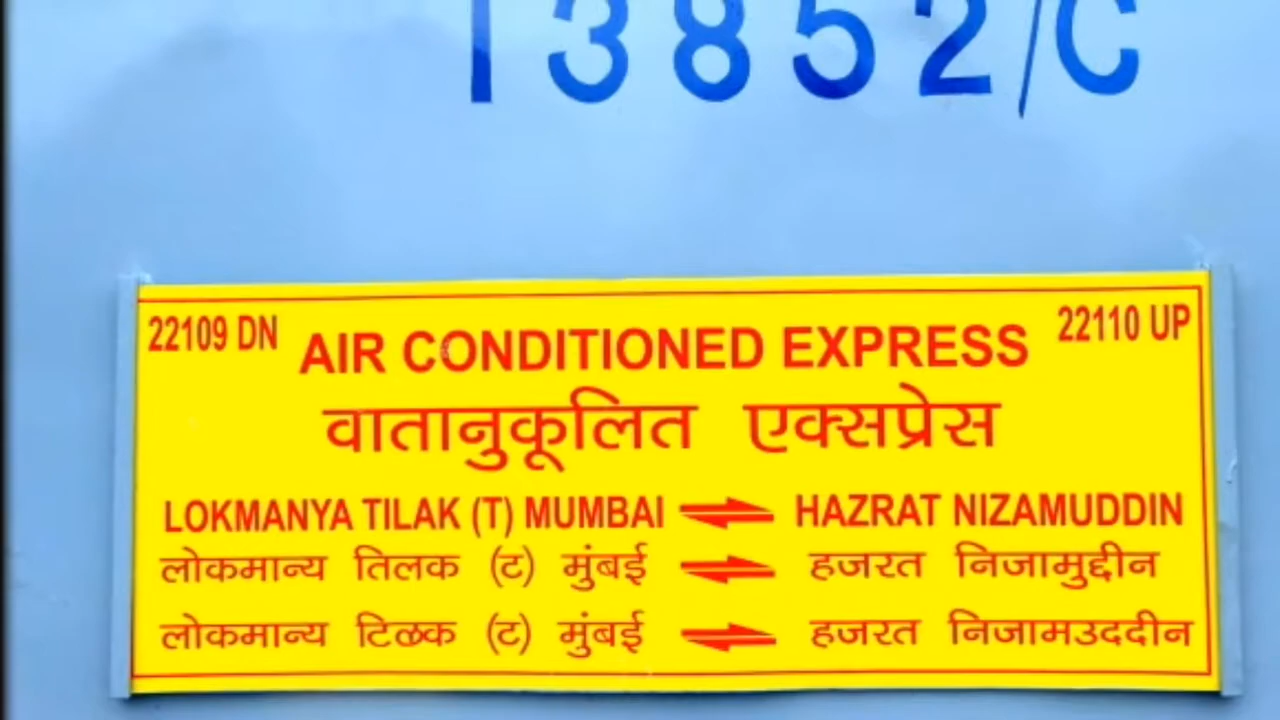 13852/C
22109 DN AIR CONDITIONED EXPRESS 22110 UP
वातानुकूलित एक्सप्रेस
LOKMANYA TILAK (T) MUMBAI ⇌ HAZRAT NIZAMUDDIN
लोकमान्य तिलक (ट) मुंबई ⇌ हजरत निजामुद्दीन
लोकमान्य टिळक (ट) मुंबई ⇌ हजरत निजामउददीन